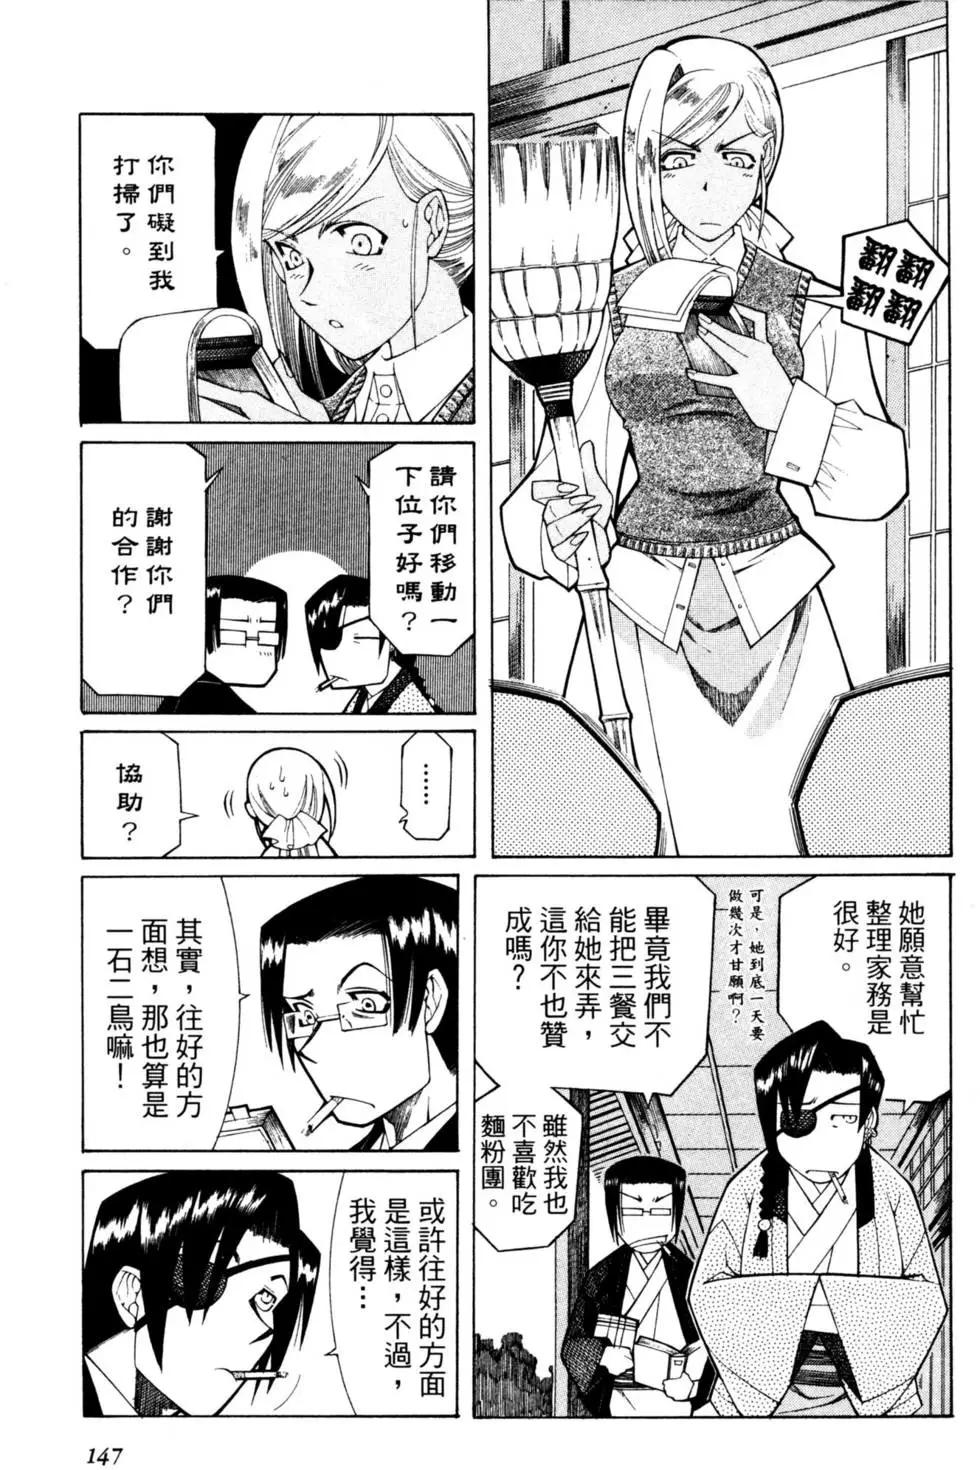 翻翻
翻翻
你們礙到我
打掃了。
請你們移動一
下位子好嗎？
謝謝你們
的合作？
……
協助？
她願意幫忙
整理家務是
很好。
可是，她到底一天要
做幾次才甘願啊？
畢竟我們不
能把三餐交
給她來弄，
這你不也贊
成嗎？
雖然我也
不喜歡吃
麵粉團。
其實，往好的方
面想，那也算是
一石二鳥嘛！
或許往好的方面
是這樣，不過，
我覺得…
147